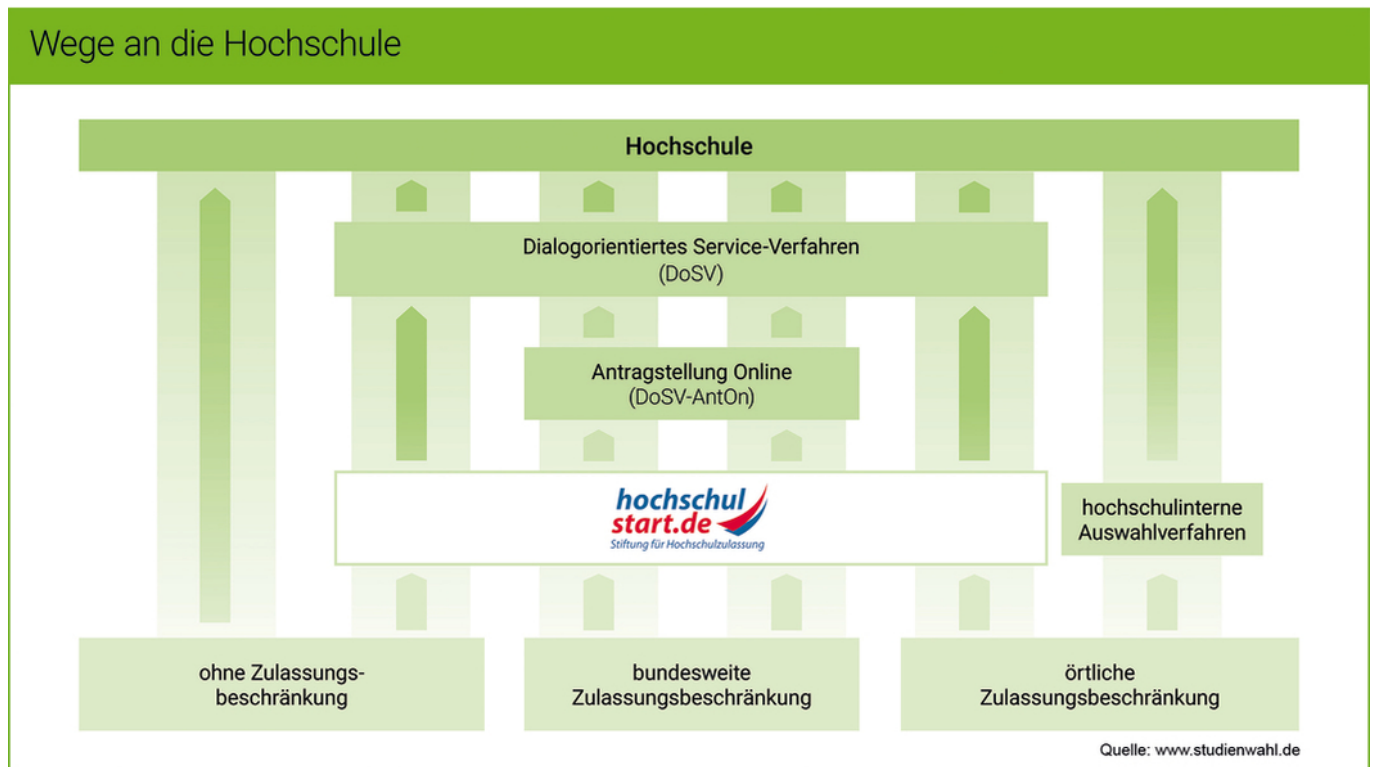 Wege an die Hochschule
Hochschule
Dialogorientiertes Service-Verfahren
(DoSV)
Antragstellung Online
(DoSV-AntOn)
hochschul
start.de
Stiftung für Hochschulzulassung
hochschulinterne
Auswahlverfahren
ohne Zulassungs-
beschränkung
bundesweite
Zulassungsbeschränkung
örtliche
Zulassungsbeschränkung
Quelle: www.studienwahl.de